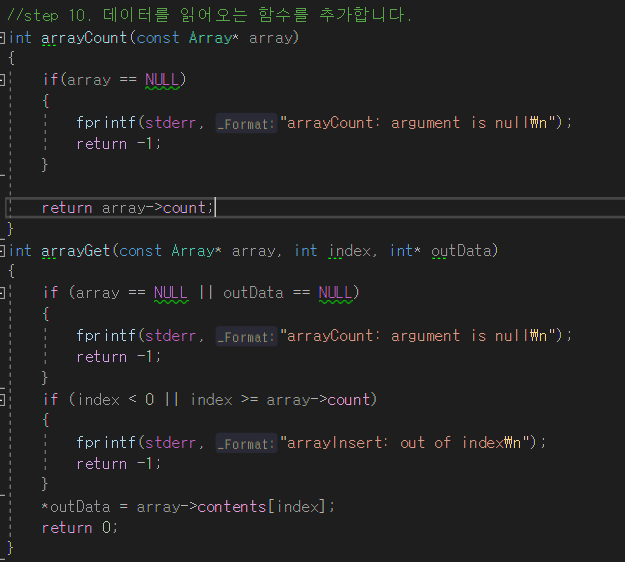 //step 10. 데이터를 읽어오는 함수를 추가합니다.
int arrayCount(const Array* array)
{
if(array == NULL)
{
fprintf(stderr, _Format: "arrayCount: argument is null₩n");
return -1;
}
return array->count;
}
int arrayGet(const Array* array, int index, int* outData)
{
if (array == NULL || outData == NULL)
{
fprintf(stderr, _Format: "arrayCount: argument is null₩n");
return -1;
}
if (index < 0 || index >= array->count)
{
fprintf(stderr, _Format: "arrayInsert: out of index₩n");
return -1;
}
*outData = array->contents[index];
return 0;
}